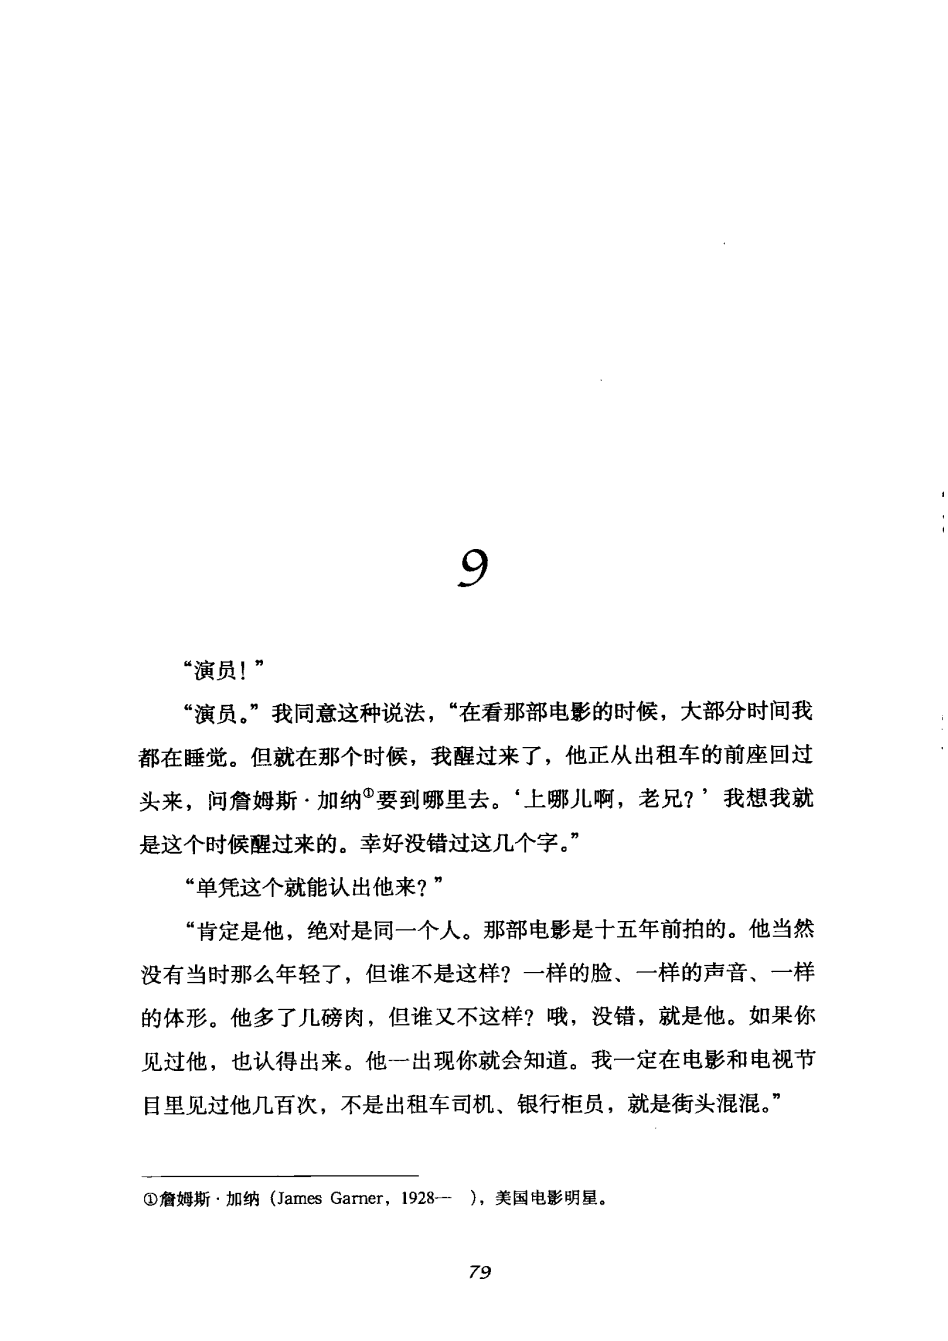 9
“演员！”
“演员。”我同意这种说法，“在看那部电影的时候，大部分时间我
都在睡觉。但就在那个时候，我醒过来了，他正从出租车的前座回过
头来，问詹姆斯·加纳①要到哪里去。‘上哪儿啊，老兄？’我想我就
是这个时候醒过来的。幸好没错过这几个字。”
“单凭这个就能认出他来？”
“肯定是他，绝对是同一个人。那部电影是十五年前拍的。他当然
没有当时那么年轻了，但谁不是这样？一样的脸、一样的声音、一样
的体形。他多了几磅肉，但谁又不这样？哦，没错，就是他。如果你
见过他，也认得出来。他一出现你就会知道。我一定在电影和电视节
目里见过他几百次，不是出租车司机、银行柜员，就是街头混混。”
①詹姆斯·加纳（James Garner，1928—　），美国电影明星。
79